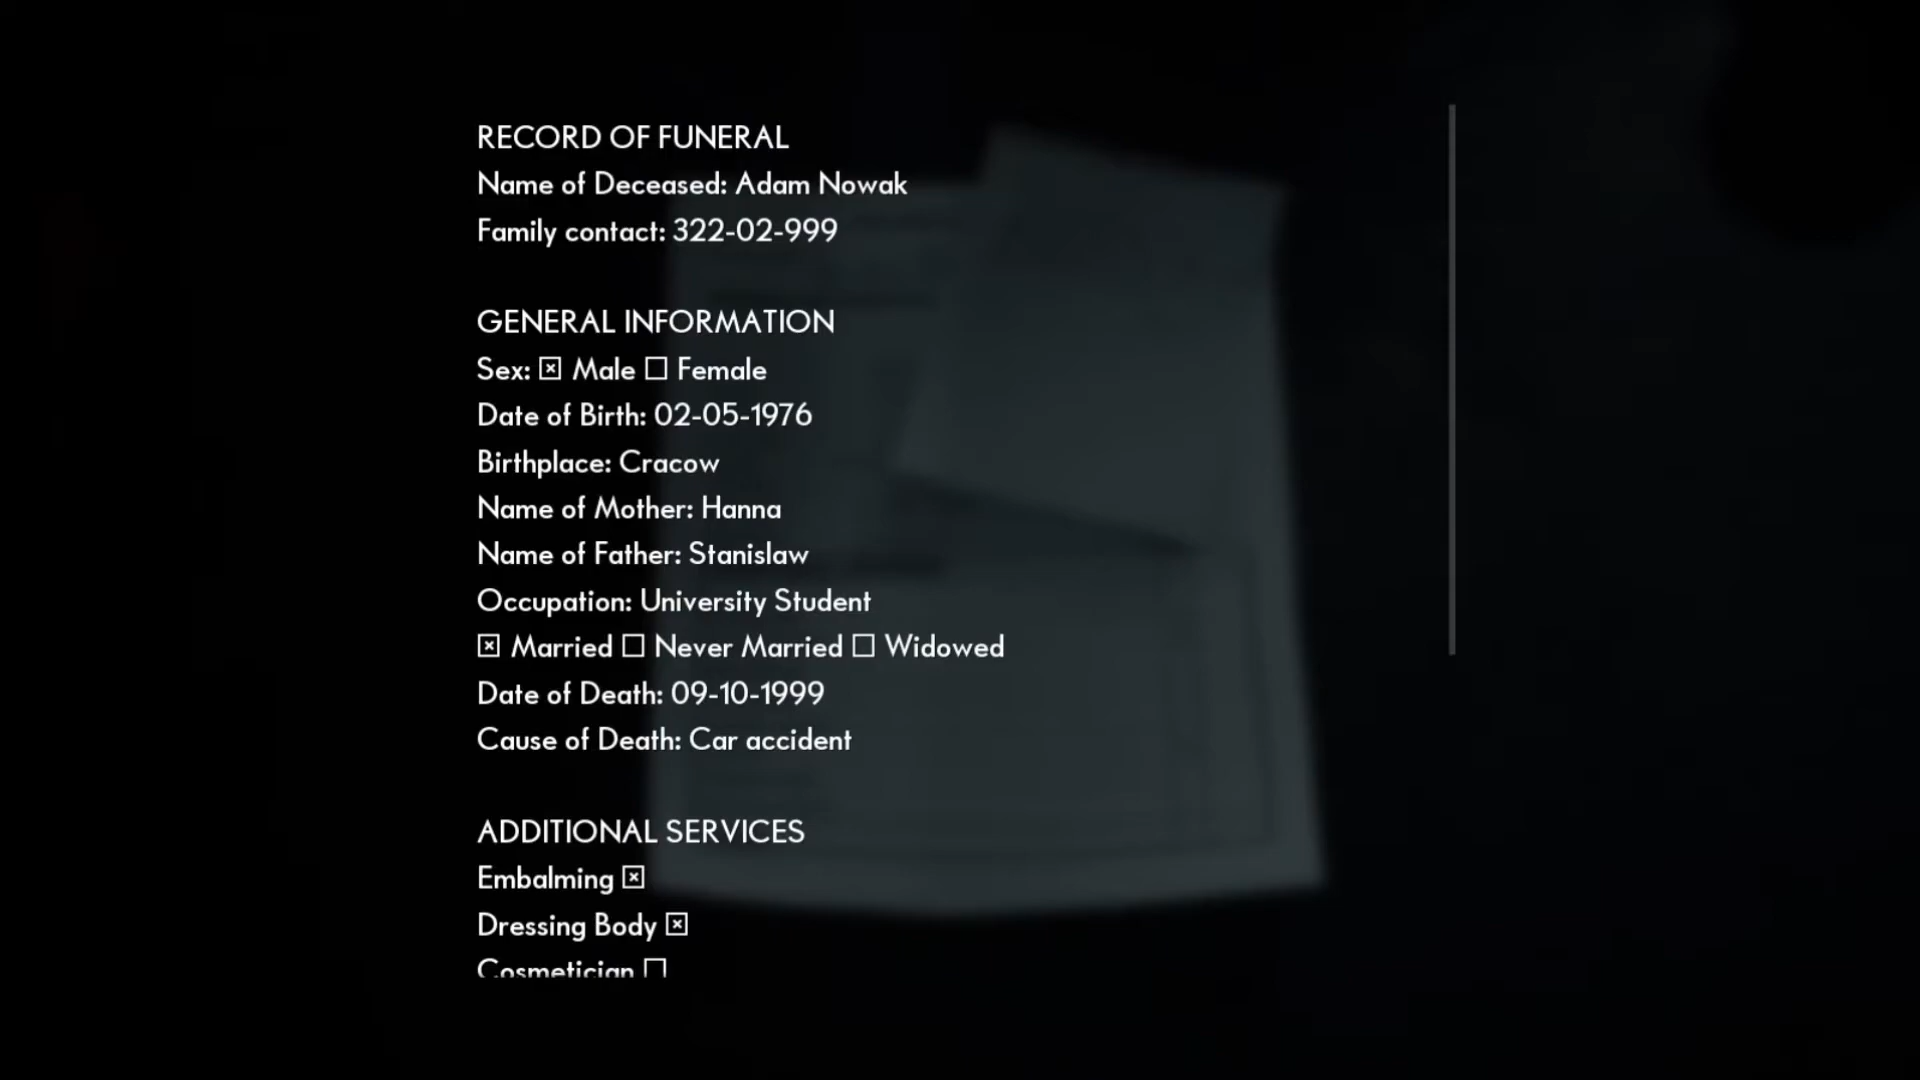 RECORD OF FUNERAL
Name of Deceased: Adam Nowak
Family contact: 322-02-999
GENERAL INFORMATION
Sex: ☒ Male ☐ Female
Date of Birth: 02-05-1976
Birthplace: Cracow
Name of Mother: Hanna
Name of Father: Stanislaw
Occupation: University Student
☒ Married ☐ Never Married ☐ Widowed
Date of Death: 09-10-1999
Cause of Death: Car accident
ADDITIONAL SERVICES
Embalming ☒
Dressing Body ☒
Cosmetician ☐